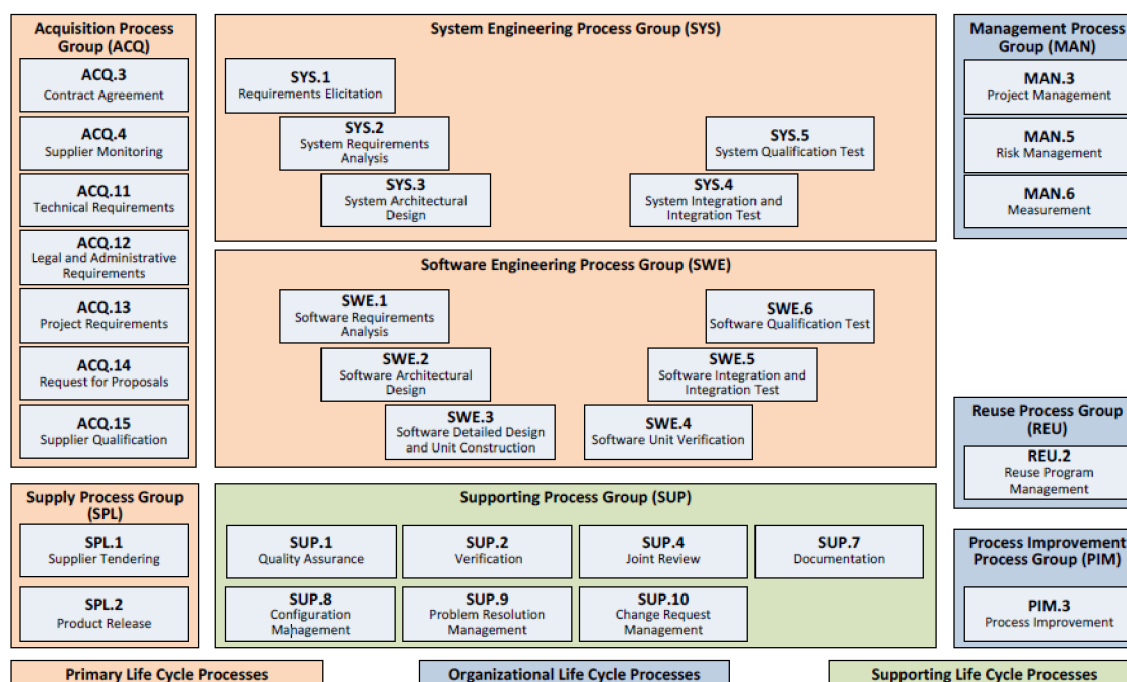 Acquisition Process
Group (ACQ)
ACQ.3
Contract Agreement
ACQ.4
Supplier Monitoring
ACQ.11
Technical Requirements
ACQ.12
Legal and Administrative
Requirements
ACQ.13
Project Requirements
ACQ.14
Request for Proposals
ACQ.15
Supplier Qualification
System Engineering Process Group (SYS)
SYS.1
Requirements Elicitation
SYS.2
System Requirements
Analysis
SYS.3
System Architectural
Design
SYS.5
System Qualification Test
SYS.4
System Integration and
Integration Test
Software Engineering Process Group (SWE)
SWE.1
Software Requirements
Analysis
SWE.2
Software Architectural
Design
SWE.3
Software Detailed Design
and Unit Construction
SWE.6
Software Qualification Test
SWE.5
Software Integration and
Integration Test
SWE.4
Software Unit Verification
Management Process
Group (MAN)
MAN.3
Project Management
MAN.5
Risk Management
MAN.6
Measurement
Reuse Process Group
(REU)
REU.2
Reuse Program
Management
Supply Process Group
(SPL)
SPL.1
Supplier Tendering
SPL.2
Product Release
Supporting Process Group (SUP)
SUP.1
Quality Assurance
SUP.2
Verification
SUP.4
Joint Review
SUP.7
Documentation
SUP.8
Configuration
Management
SUP.9
Problem Resolution
Management
SUP.10
Change Request
Management
Process Improvement
Process Group (PIM)
PIM.3
Process Improvement
Primary Life Cycle Processes
Organizational Life Cycle Processes
Supporting Life Cycle Processes